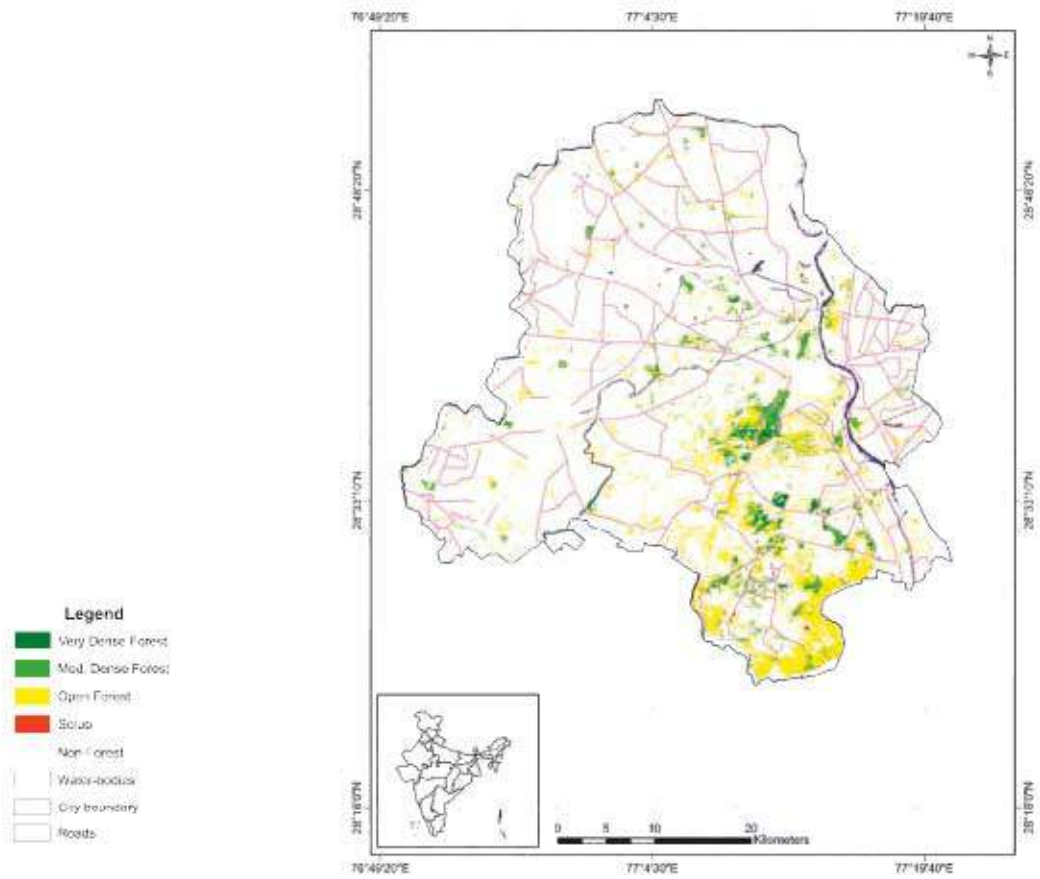 76°49'20"E 77°4'30"E 77°19'40"E
N
W E
S
28°48'20"N 28°48'20"N
28°33'10"N 28°33'10"N
Legend
Very Dense Forest
Mod. Dense Forest
Open Forest
Scrub
Non-Forest
Water-bodies
City boundary
Roads
28°18'0"N 28°18'0"N
0 5 10 20
Kilometers
76°49'20"E 77°4'30"E 77°19'40"E